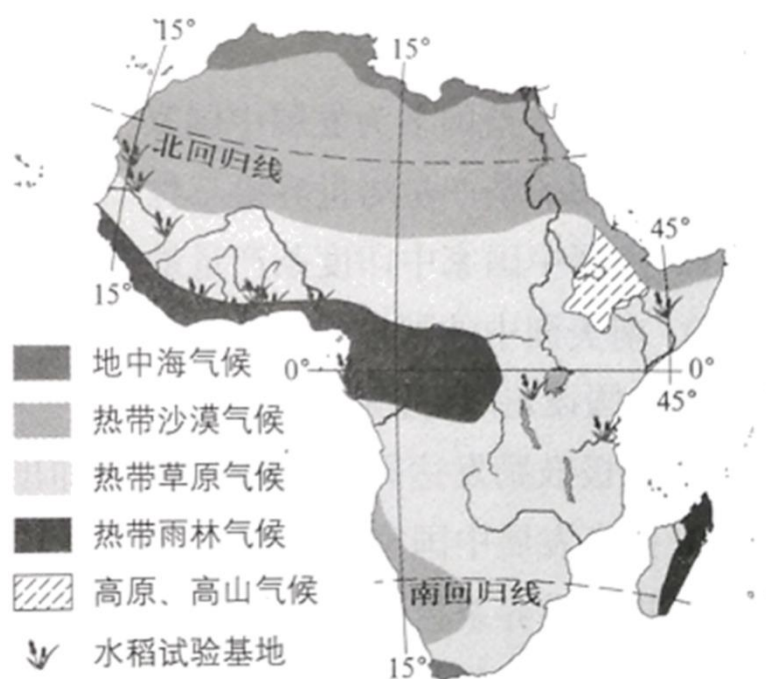 15°
15°
北回归线
45°
15°
0°
0°
45°
地中海气候
热带沙漠气候
热带草原气候
热带雨林气候
高原、高山气候
水稻试验基地
南回归线
15°